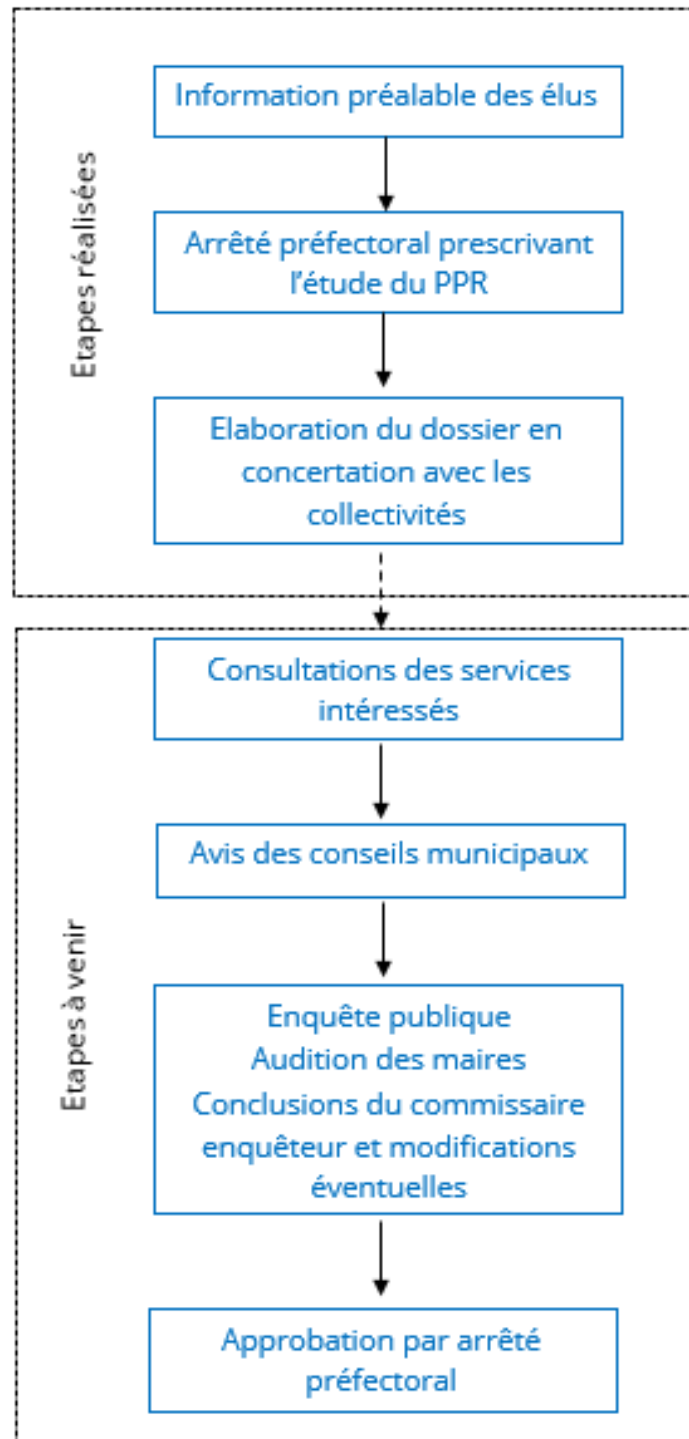 Etapes réalisées
Information préalable des élus
Arrêté préfectoral prescrivant
l'étude du PPR
Elaboration du dossier en
concertation avec les
collectivités
Etapes à venir
Consultations des services
intéressés
Avis des conseils municipaux
Enquête publique
Audition des maires
Conclusions du commissaire
enquêteur et modifications
éventuelles
Approbation par arrêté
préfectoral